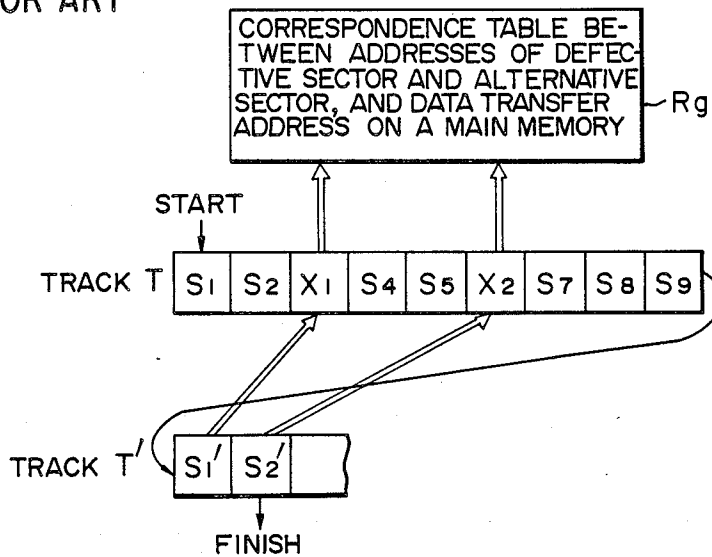 OR ART
CORRESPONDENCE TABLE BE-
TWEEN ADDRESSES OF DEFEC-
TIVE SECTOR AND ALTERNATIVE
SECTOR, AND DATA TRANSFER
ADDRESS ON A MAIN MEMORY
Rg
START
TRACK T S1 S2 X1 S4 S5 X2 S7 S8 S9
TRACK T' S1' S2'
FINISH